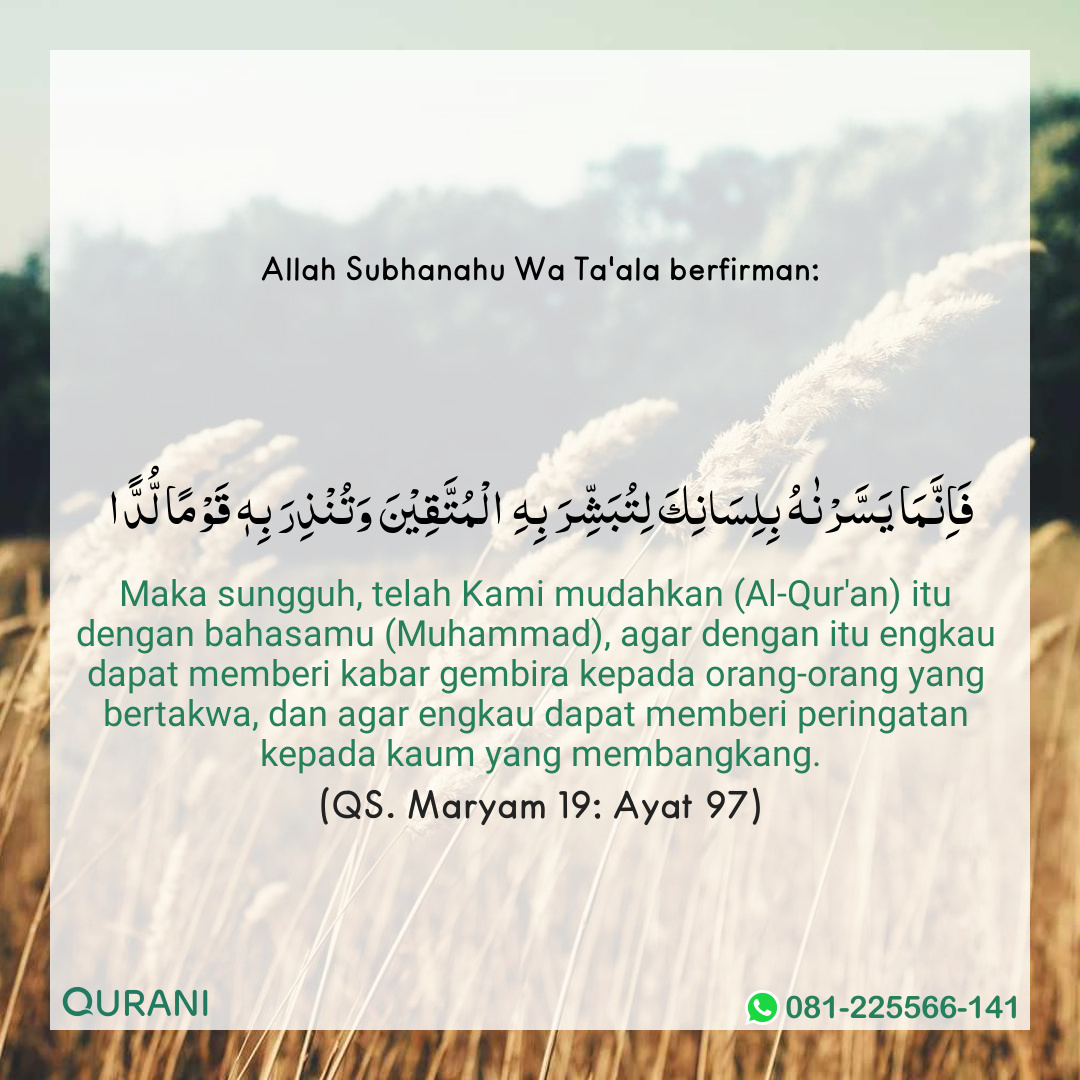 Allah Subhanahu Wa Ta'ala berfirman:
فَاِنَّمَا يَسَّرْنٰهُ بِلِسَانِكَ لِتُبَشِّرَ بِهِ الْمُتَّقِيْنَ وَتُنْذِرَ بِهٖ قَوْمًا لُّدًّا
Maka sungguh, telah Kami mudahkan (Al-Qur'an) itu
dengan bahasamu (Muhammad), agar dengan itu engkau
dapat memberi kabar gembira kepada orang-orang yang
bertakwa, dan agar engkau dapat memberi peringatan
kepada kaum yang membangkang.
(QS. Maryam 19: Ayat 97)
QURANI
081-225566-141